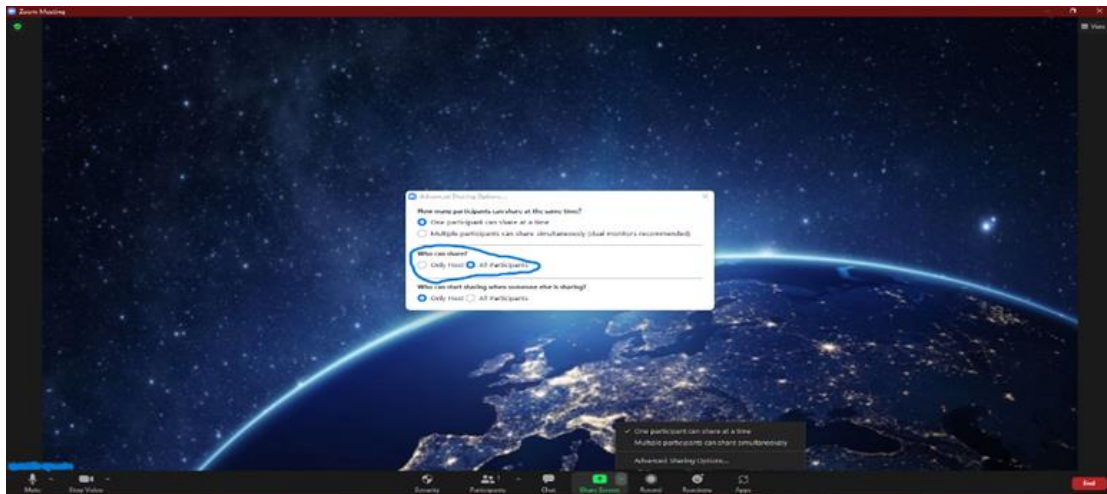 Zoom Meeting
View
Advanced Sharing Options...
How many participants can share at the same time?
One participant can share at a time
Multiple participants can share simultaneously (dual monitors recommended)
Who can share?
Only Host All Participants
Who can start sharing when someone else is sharing?
Only Host All Participants
One participant can share at a time
Multiple participants can share simultaneously
Advanced Sharing Options...
Mute Stop Video Security Participants Chat Share Screen Record Reactions Apps End